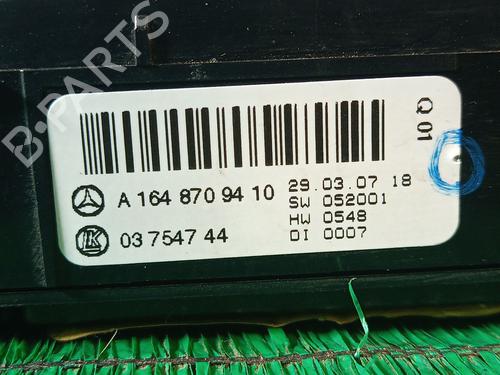 B-PARTS
Q 01
A 164 870 94 10
29.03.07 18
SW 052001
HW 0548
DI 0007
LK
03 7547 44